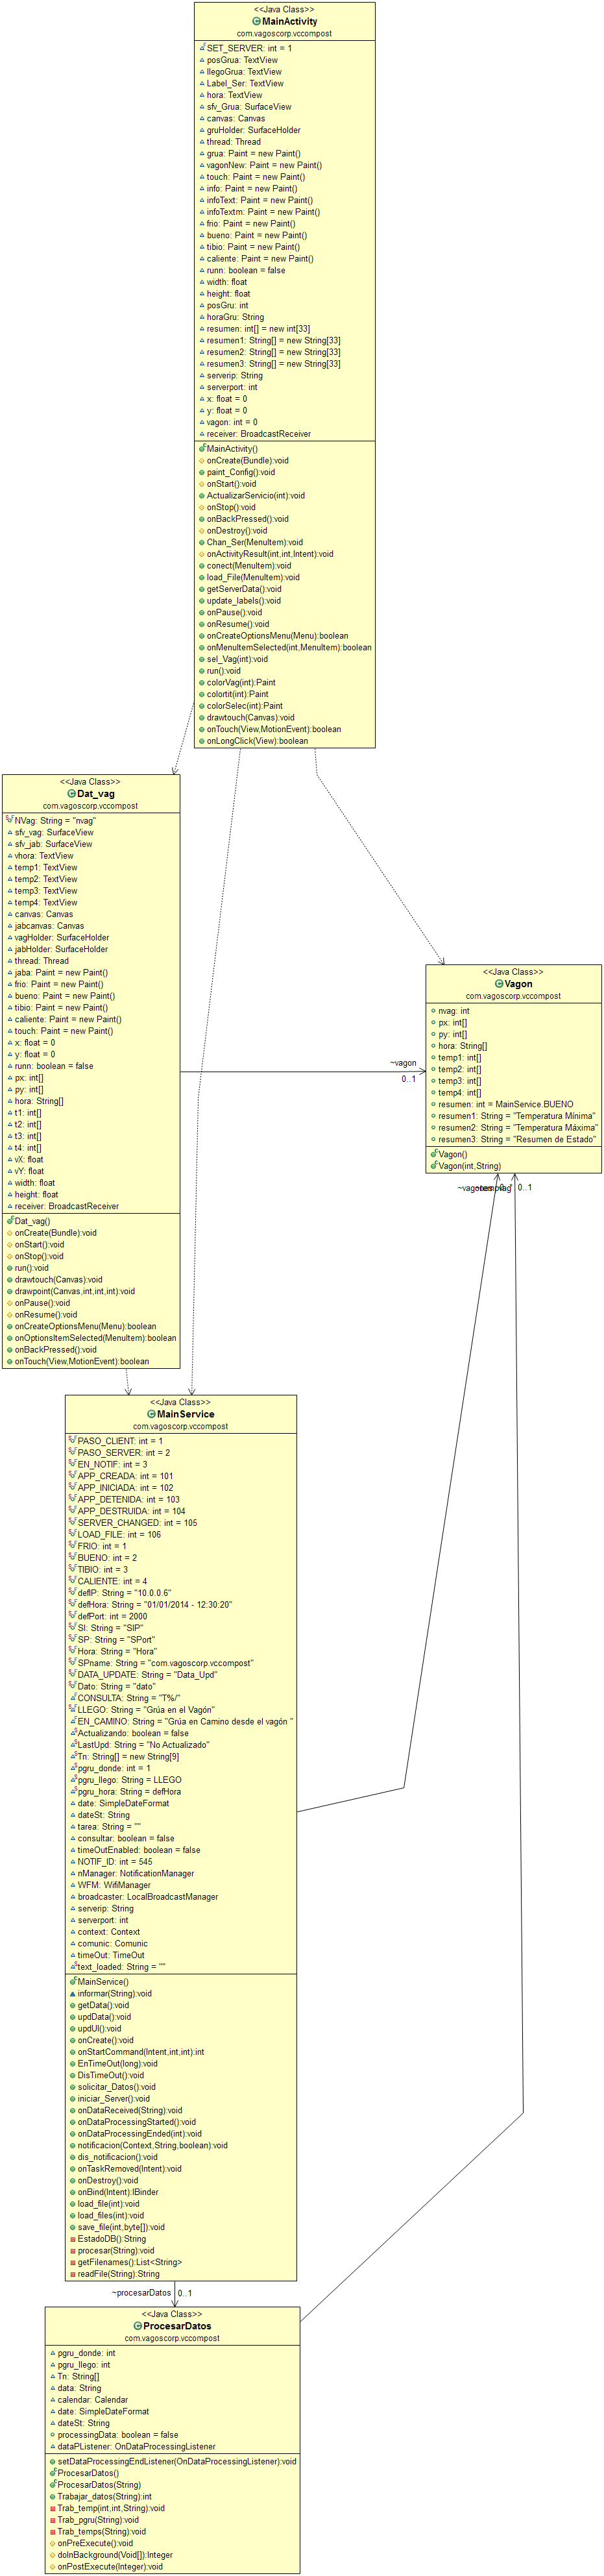 <<Java Class>>
MainActivity
com.vagoscorp.vccompost
SET_SERVER: int = 1
posGrua: TextView
llegoGrua: TextView
Label_Ser: TextView
hora: TextView
sfv_Grua: SurfaceView
canvas: Canvas
gruHolder: SurfaceHolder
thread: Thread
grua: Paint = new Paint()
vagonNew: Paint = new Paint()
touch: Paint = new Paint()
info: Paint = new Paint()
infoText: Paint = new Paint()
infoTextm: Paint = new Paint()
frio: Paint = new Paint()
bueno: Paint = new Paint()
tibio: Paint = new Paint()
caliente: Paint = new Paint()
runn: boolean = false
width: float
height: float
posGru: int
horaGru: String
resumen: int[] = new int[33]
resumen1: String[] = new String[33]
resumen2: String[] = new String[33]
resumen3: String[] = new String[33]
serverip: String
serverport: int
x: float = 0
y: float = 0
vagon: int = 0
receiver: BroadcastReceiver
MainActivity()
onCreate(Bundle):void
paint_Config():void
onStart():void
ActualizarServicio(int):void
onStop():void
onBackPressed():void
onDestroy():void
Chan_Ser(MenuItem):void
onActivityResult(int,int,Intent):void
conect(MenuItem):void
load_File(MenuItem):void
getServerData():void
update_labels():void
onPause():void
onResume():void
onCreateOptionsMenu(Menu):boolean
onMenuItemSelected(int,MenuItem):boolean
sel_Vag(int):void
run():void
colorVag(int):Paint
colortit(int):Paint
colorSelec(int):Paint
drawtouch(Canvas):void
onTouch(View,MotionEvent):boolean
onLongClick(View):boolean
<<Java Class>>
Dat_vag
com.vagoscorp.vccompost
NVag: String = "nvag"
sfv_vag: SurfaceView
sfv_jab: SurfaceView
vhora: TextView
temp1: TextView
temp2: TextView
temp3: TextView
temp4: TextView
canvas: Canvas
jabcanvas: Canvas
vagHolder: SurfaceHolder
jabHolder: SurfaceHolder
thread: Thread
jaba: Paint = new Paint()
frio: Paint = new Paint()
bueno: Paint = new Paint()
tibio: Paint = new Paint()
caliente: Paint = new Paint()
touch: Paint = new Paint()
x: float = 0
y: float = 0
runn: boolean = false
px: int[]
py: int[]
hora: String[]
t1: int[]
t2: int[]
t3: int[]
t4: int[]
vX: float
vY: float
width: float
height: float
receiver: BroadcastReceiver
Dat_vag()
onCreate(Bundle):void
onStart():void
onStop():void
run():void
drawtouch(Canvas):void
drawpoint(Canvas,int,int,int):void
onPause():void
onResume():void
onCreateOptionsMenu(Menu):boolean
onOptionsItemSelected(MenuItem):boolean
onBackPressed():void
onTouch(View,MotionEvent):boolean
~vagon
0..1
<<Java Class>>
Vagon
com.vagoscorp.vccompost
nvag: int
px: int[]
py: int[]
hora: String[]
temp1: int[]
temp2: int[]
temp3: int[]
temp4: int[]
resumen: int = MainService.BUENO
resumen1: String = "Temperatura Mínima"
resumen2: String = "Temperatura Máxima"
resumen3: String = "Resumen de Estado"
Vagon()
Vagon(int,String)
0..1
<<Java Class>>
MainService
com.vagoscorp.vccompost
PASO_CLIENT: int = 1
PASO_SERVER: int = 2
EN_NOTIF: int = 3
APP_CREADA: int = 101
APP_INICIADA: int = 102
APP_DETENIDA: int = 103
APP_DESTRUIDA: int = 104
SERVER_CHANGED: int = 105
LOAD_FILE: int = 106
FRIO: int = 1
BUENO: int = 2
TIBIO: int = 3
CALIENTE: int = 4
defIP: String = "10.0.0.6"
defHora: String = "01/01/2014 - 12:30:20"
defPort: int = 2000
SI: String = "SIP"
SP: String = "SPort"
Hora: String = "Hora"
SPname: String = "com.vagoscorp.vccompost"
DATA_UPDATE: String = "Data_Upd"
Dato: String = "dato"
CONSULTA: String = "T%/"
LLEGO: String = "Grúa en el Vagón"
EN_CAMINO: String = "Grúa en Camino desde el vagón "
Actualizando: boolean = false
LastUpd: String = "No Actualizado"
Tn: String[] = new String[9]
pgru_donde: int = 1
pgru_llego: String = LLEGO
pgru_hora: String = defHora
date: SimpleDateFormat
dateSt: String
tarea: String = ""
consultar: boolean = false
timeOutEnabled: boolean = false
NOTIF_ID: int = 545
nManager: NotificationManager
WFM: WifiManager
broadcaster: LocalBroadcastManager
serverip: String
serverport: int
context: Context
comunic: Comunic
timeOut: TimeOut
text_loaded: String = ""
MainService()
informar(String):void
getData():void
updData():void
updUI():void
onCreate():void
onStartCommand(Intent,int,int):int
EnTimeOut(long):void
DisTimeOut():void
solicitar_Datos():void
iniciar_Server():void
onDataReceived(String):void
onDataProcessingStarted():void
onDataProcessingEnded(int):void
notificacion(Context,String,boolean):void
dis_notificacion():void
onTaskRemoved(Intent):void
onDestroy():void
onBind(Intent):IBinder
load_file(int):void
load_files(int):void
save_file(int,byte[]):void
EstadoDB():String
procesar(String):void
getFilenames():List<String>
readFile(String):String
~procesarDatos
0..1
<<Java Class>>
ProcesarDatos
com.vagoscorp.vccompost
pgru_donde: int
pgru_llego: int
Tn: String[]
data: String
calendar: Calendar
date: SimpleDateFormat
dateSt: String
processingData: boolean = false
dataPListener: OnDataProcessingListener
setDataProcessingEndListener(OnDataProcessingListener):void
ProcesarDatos()
ProcesarDatos(String)
Trabajar_datos(String):int
Trab_temp(int,int,String):void
Trab_pgru(String):void
Trab_temps(String):void
onPreExecute():void
doInBackground(Void[]):Integer
onPostExecute(Integer):void